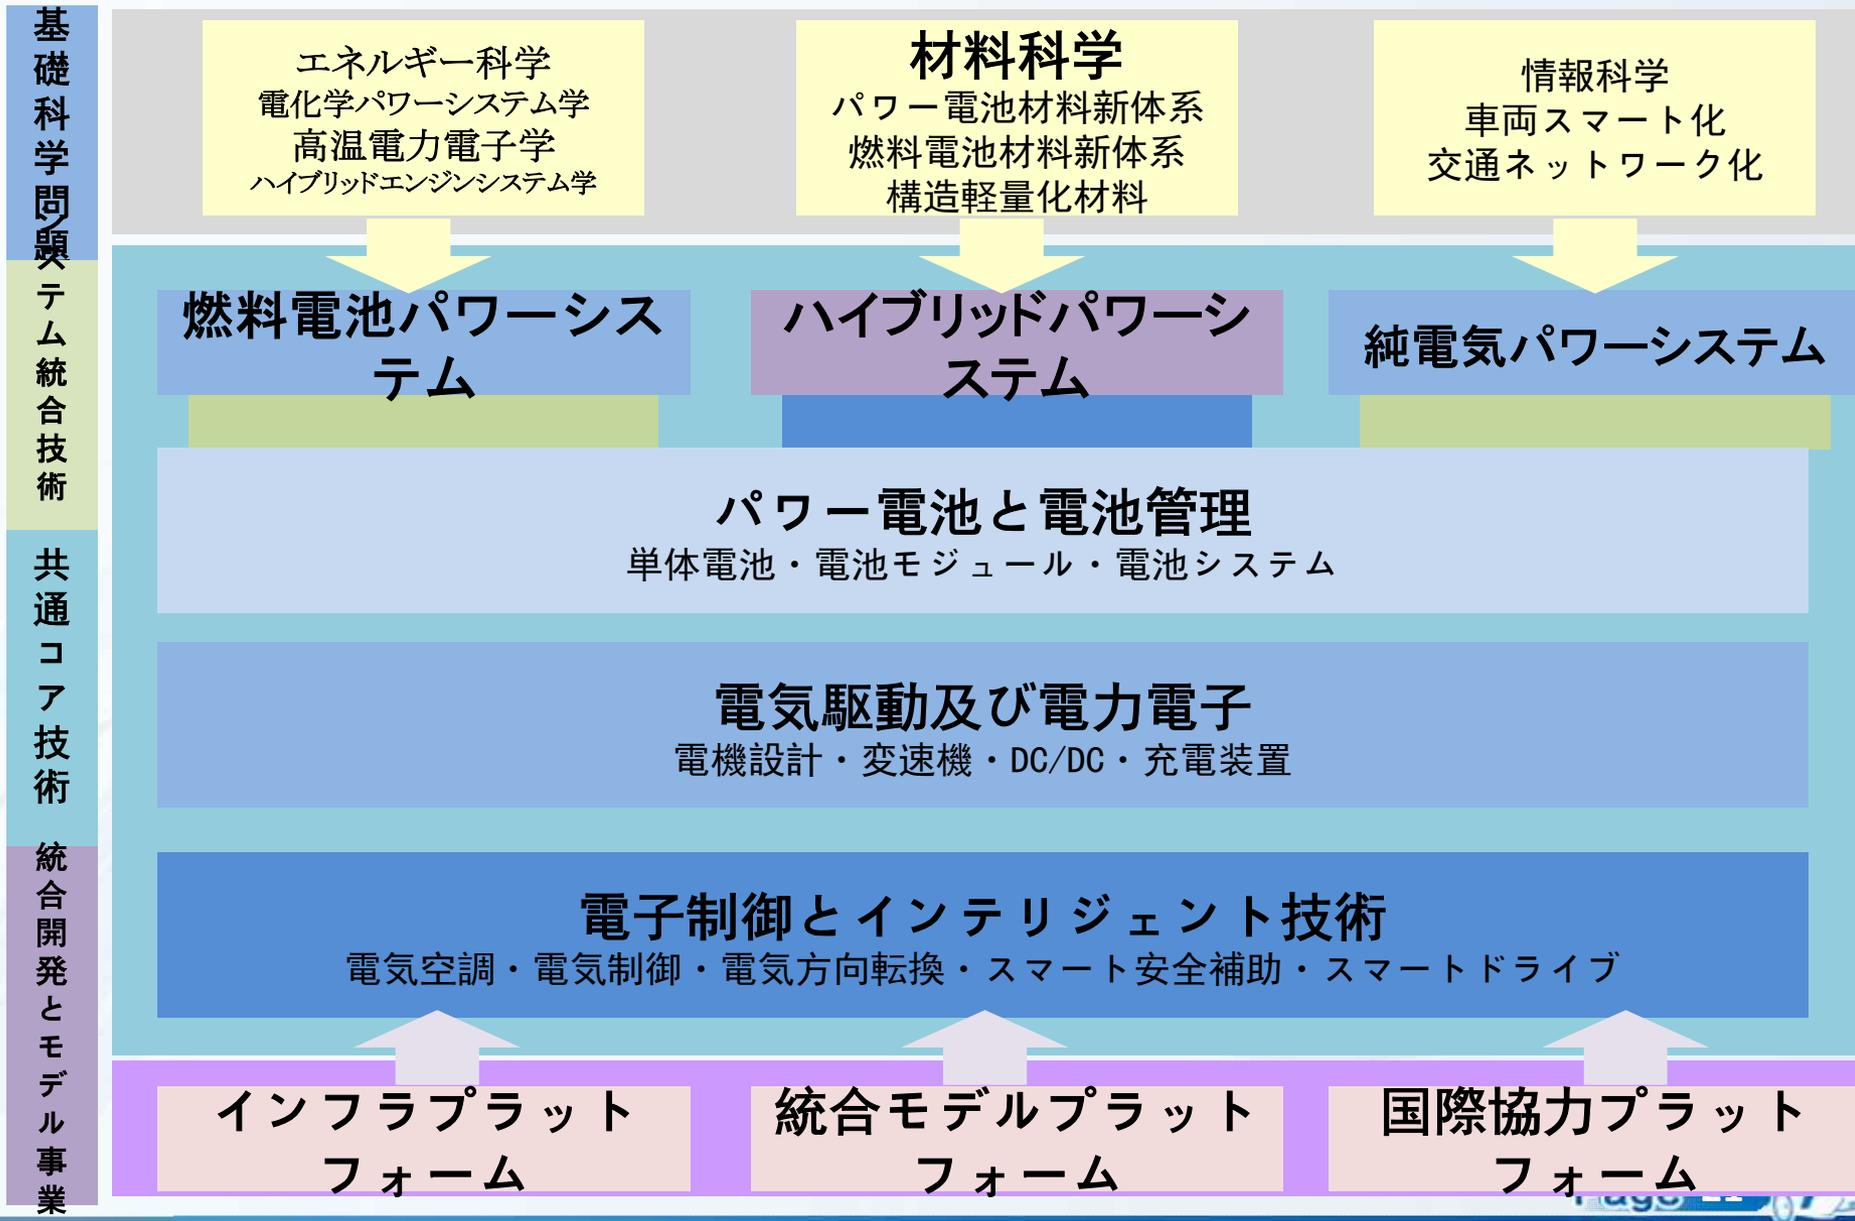 基礎科学問題
システム統合技術
共通コア技術
統合開発とモデル事業
エネルギー科学
電化学パワーシステム学
高温電力電子学
ハイブリッドエンジンシステム学
材料科学
パワー電池材料新体系
燃料電池材料新体系
構造軽量化材料
情報科学
車両スマート化
交通ネットワーク化
燃料電池パワーシス
テム
ハイブリッドパワーシ
ステム
純電気パワーシステム
パワー電池と電池管理
単体電池・電池モジュール・電池システム
電気駆動及び電力電子
電機設計・変速機・DC/DC・充電装置
電子制御とインテリジェント技術
電気空調・電気制御・電気方向転換・スマート安全補助・スマートドライブ
インフラプラット
フォーム
統合モデルプラット
フォーム
国際協力プラット
フォーム
Page 21